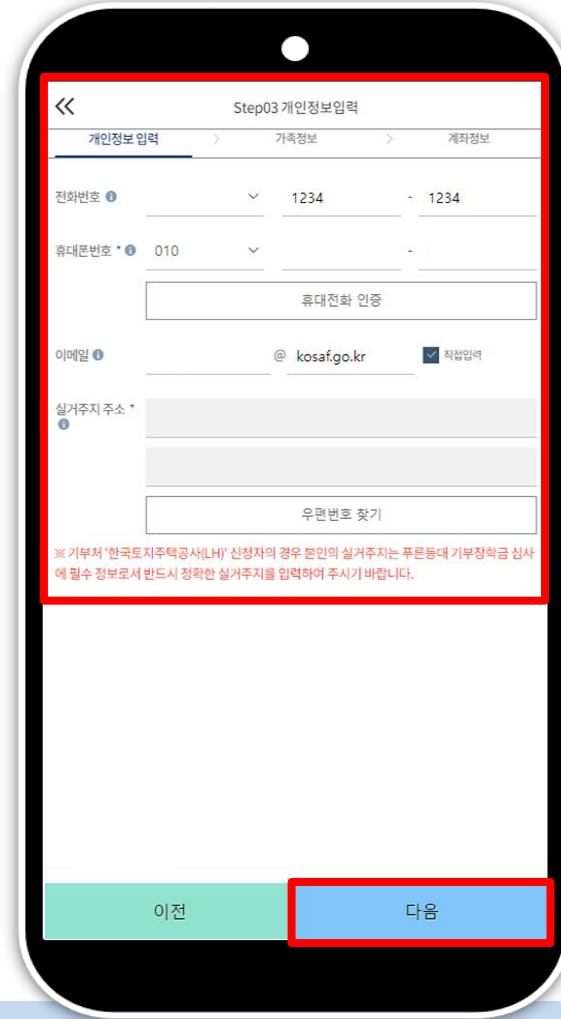 Step03 개인정보입력
개인정보 입력 > 가족정보 > 계좌정보
전화번호 1234 - 1234
휴대폰번호 * 010 -
휴대전화 인증
이메일 @ kosaf.go.kr 직접입력
실거주지 주소 *
우편번호 찾기
※ 기부처 '한국토지주택공사(LH)' 신청자의 경우 본인의 실거주지는 푸른등대 기부장학금 심사
에 필수 정보로서 반드시 정확한 실거주지를 입력하여 주시기 바랍니다.
이전 다음